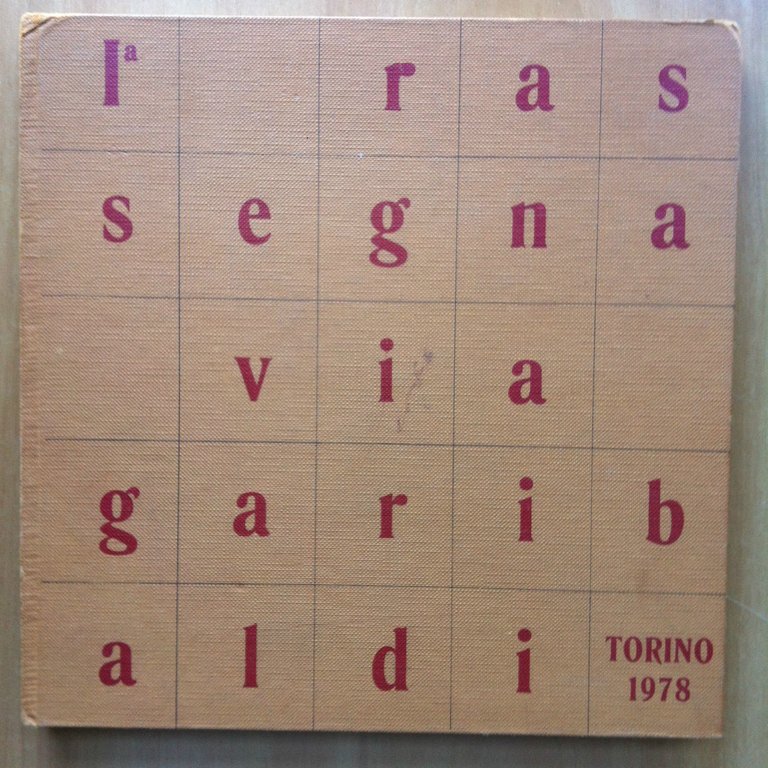 Iª r a s
s e g n a
v i a
g a r i b
a l d i TORINO
1978